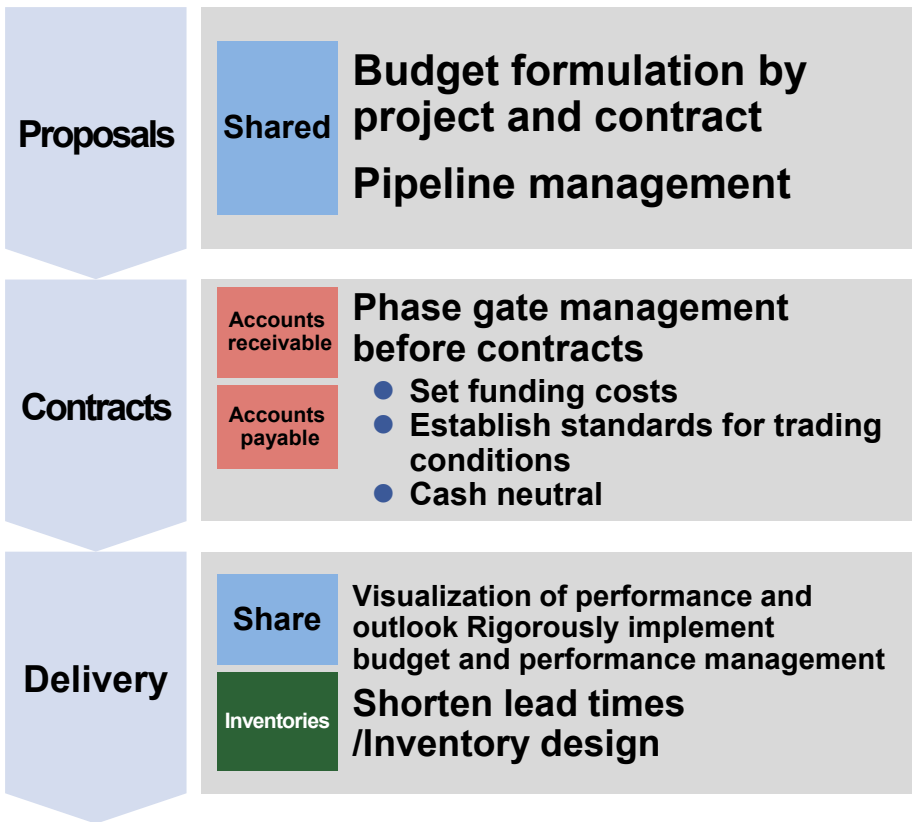 Proposals
Shared
Budget formulation by
project and contract
Pipeline management
Contracts
Accounts
receivable
Accounts
payable
Phase gate management
before contracts
● Set funding costs
● Establish standards for trading
conditions
● Cash neutral
Delivery
Share
Visualization of performance and
outlook Rigorously implement
budget and performance management
Inventories
Shorten lead times
/Inventory design